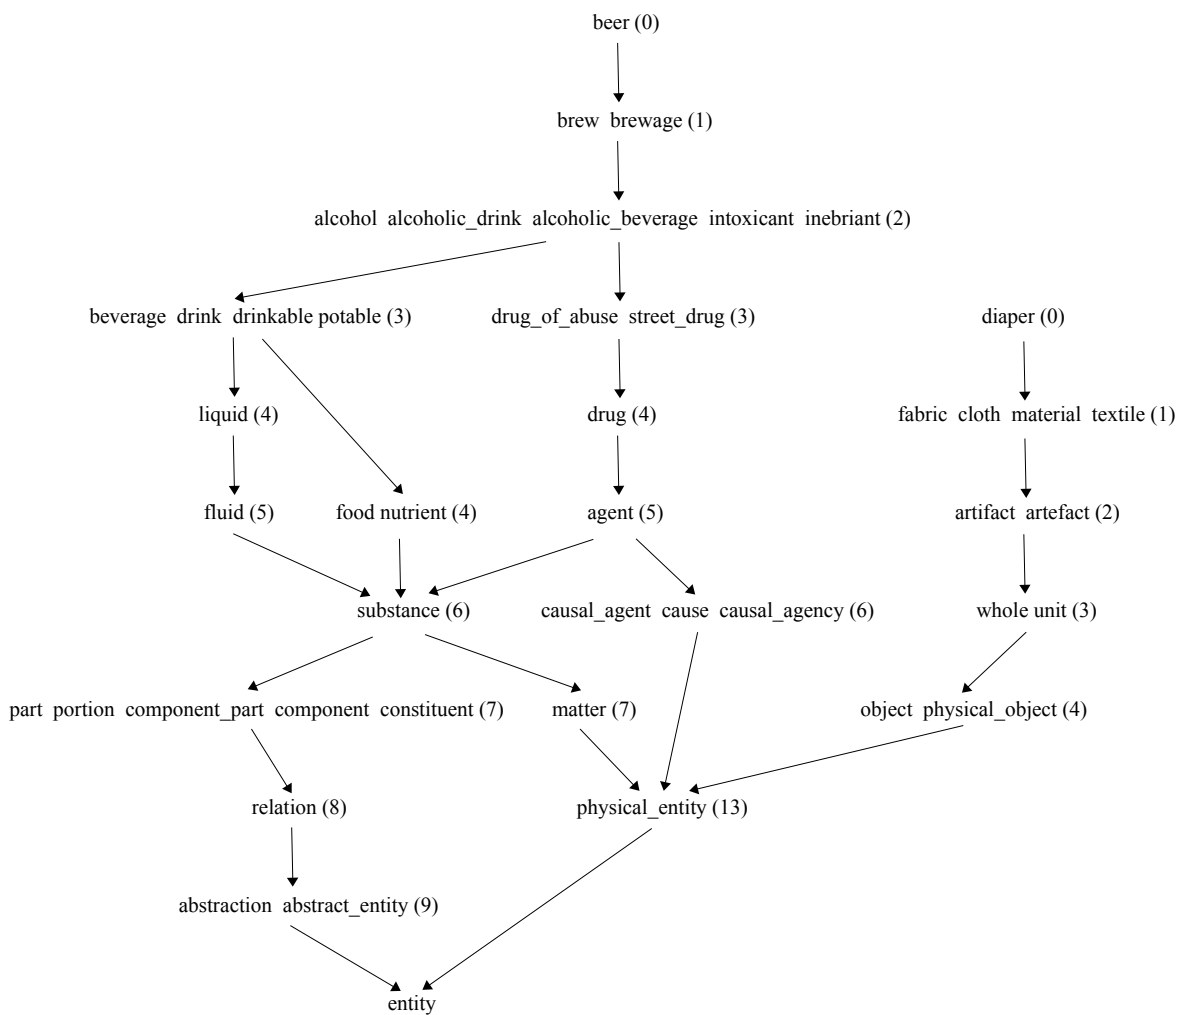 beer (0)
brew brewage (1)
alcohol alcoholic_drink alcoholic_beverage intoxicant inebriant (2)
beverage drink drinkable potable (3)
drug_of_abuse street_drug (3)
diaper (0)
liquid (4)
drug (4)
fabric cloth material textile (1)
fluid (5)
food nutrient (4)
agent (5)
artifact artefact (2)
substance (6)
causal_agent cause causal_agency (6)
whole unit (3)
part portion component_part component constituent (7)
matter (7)
object physical_object (4)
relation (8)
physical_entity (13)
abstraction abstract_entity (9)
entity